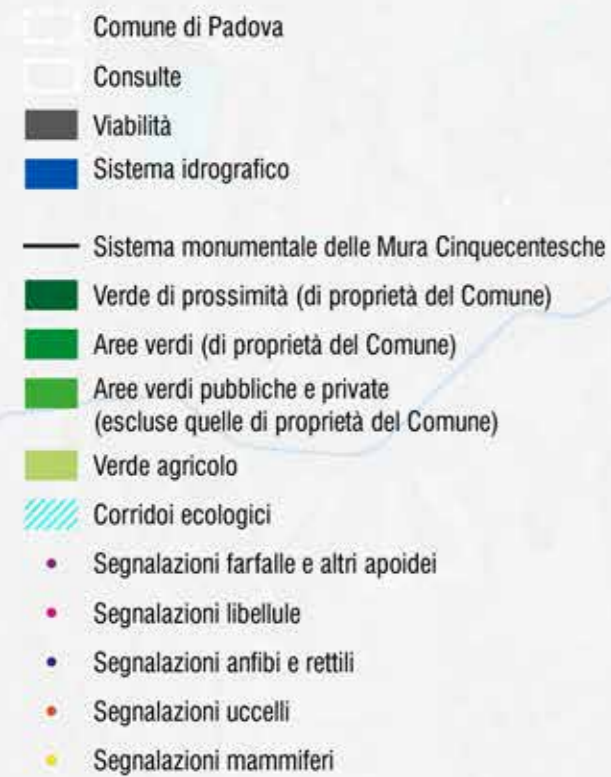 Comune di Padova
Consulte
Viabilità
Sistema idrografico
Sistema monumentale delle Mura Cinquecentesche
Verde di prossimità (di proprietà del Comune)
Aree verdi (di proprietà del Comune)
Aree verdi pubbliche e private
(escluse quelle di proprietà del Comune)
Verde agricolo
Corridoi ecologici
Segnalazioni farfalle e altri apoidei
Segnalazioni libellule
Segnalazioni anfibi e rettili
Segnalazioni uccelli
Segnalazioni mammiferi